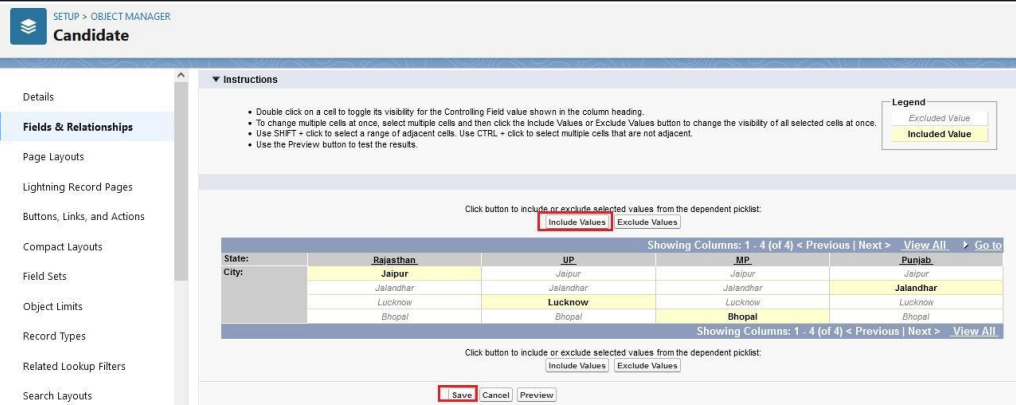 SETUP > OBJECT MANAGER
Candidate
Details
Fields & Relationships
Page Layouts
Lightning Record Pages
Buttons, Links, and Actions
Compact Layouts
Field Sets
Object Limits
Record Types
Related Lookup Filters
Search Layouts
Instructions
• Double click on a cell to toggle its visibility for the Controlling Field value shown in the column heading.
• To change multiple cells at once, select multiple cells and then click the Include Values or Exclude Values button to change the visibility of all selected cells at once.
• Use SHIFT + click to select a range of adjacent cells. Use CTRL + click to select multiple cells that are not adjacent.
• Use the Preview button to test the results.
Legend
Excluded Value
Included Value
Click button to include or exclude selected values from the dependent picklist:
Include Values Exclude Values
Showing Columns: 1 - 4 (of 4) < Previous | Next > View All Go to
State: Rajasthan UP MP Punjab
City: Jaipur Jaipur Jaipur Jaipur
Jalandhar Jalandhar Jalandhar Jalandhar
Lucknow Lucknow Lucknow Lucknow
Bhopal Bhopal Bhopal Bhopal
Showing Columns: 1 - 4 (of 4) < Previous | Next > View All
Click button to include or exclude selected values from the dependent picklist:
Include Values Exclude Values
Save Cancel Preview